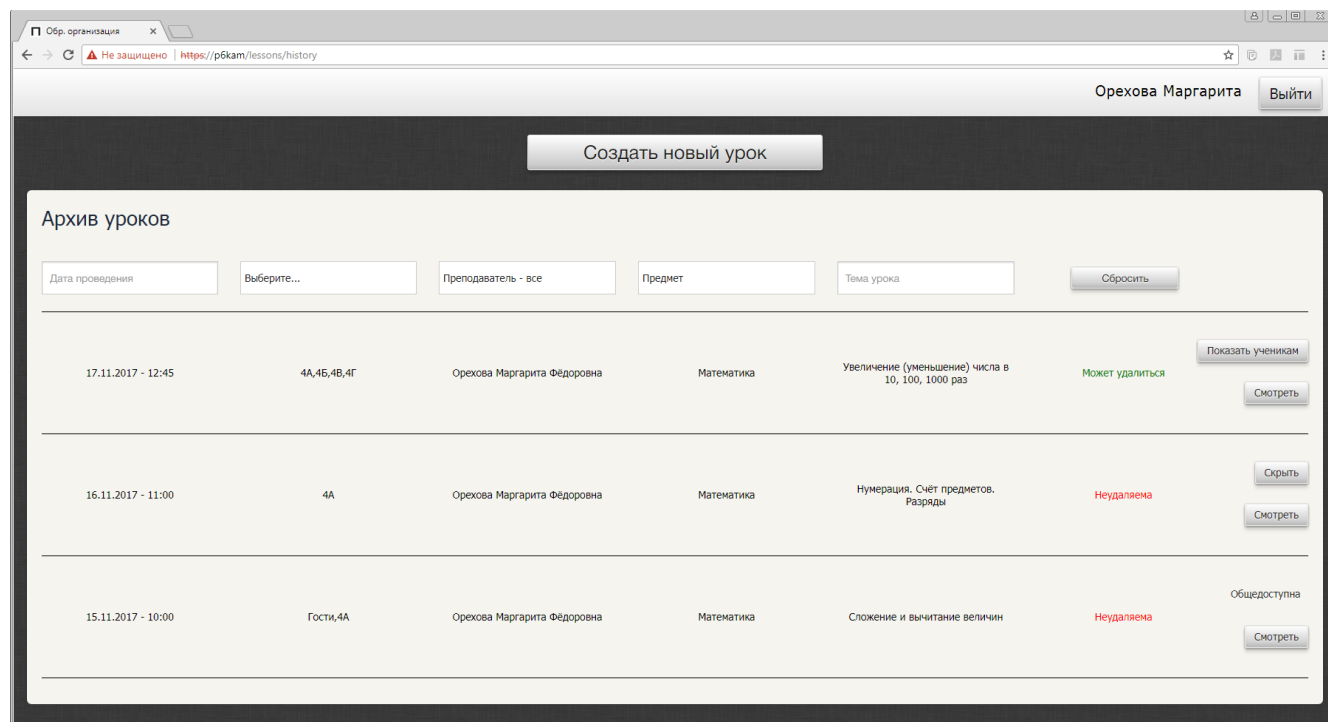 Обр. организация
Не защищено | https://p6kam/lessons/history
Орехова Маргарита
Выйти
Создать новый урок
Архив уроков
Дата проведения
Выберите...
Преподаватель - все
Предмет
Тема урока
Сбросить
17.11.2017 - 12:45
4А,4Б,4В,4Г
Орехова Маргарита Фёдоровна
Математика
Увеличение (уменьшение) числа в
10, 100, 1000 раз
Может удалиться
Показать ученикам
Смотреть
16.11.2017 - 11:00
4А
Орехова Маргарита Фёдоровна
Математика
Нумерация. Счёт предметов.
Разряды
Неудаляема
Скрыть
Смотреть
15.11.2017 - 10:00
Гости,4А
Орехова Маргарита Фёдоровна
Математика
Сложение и вычитание величин
Неудаляема
Общедоступна
Смотреть